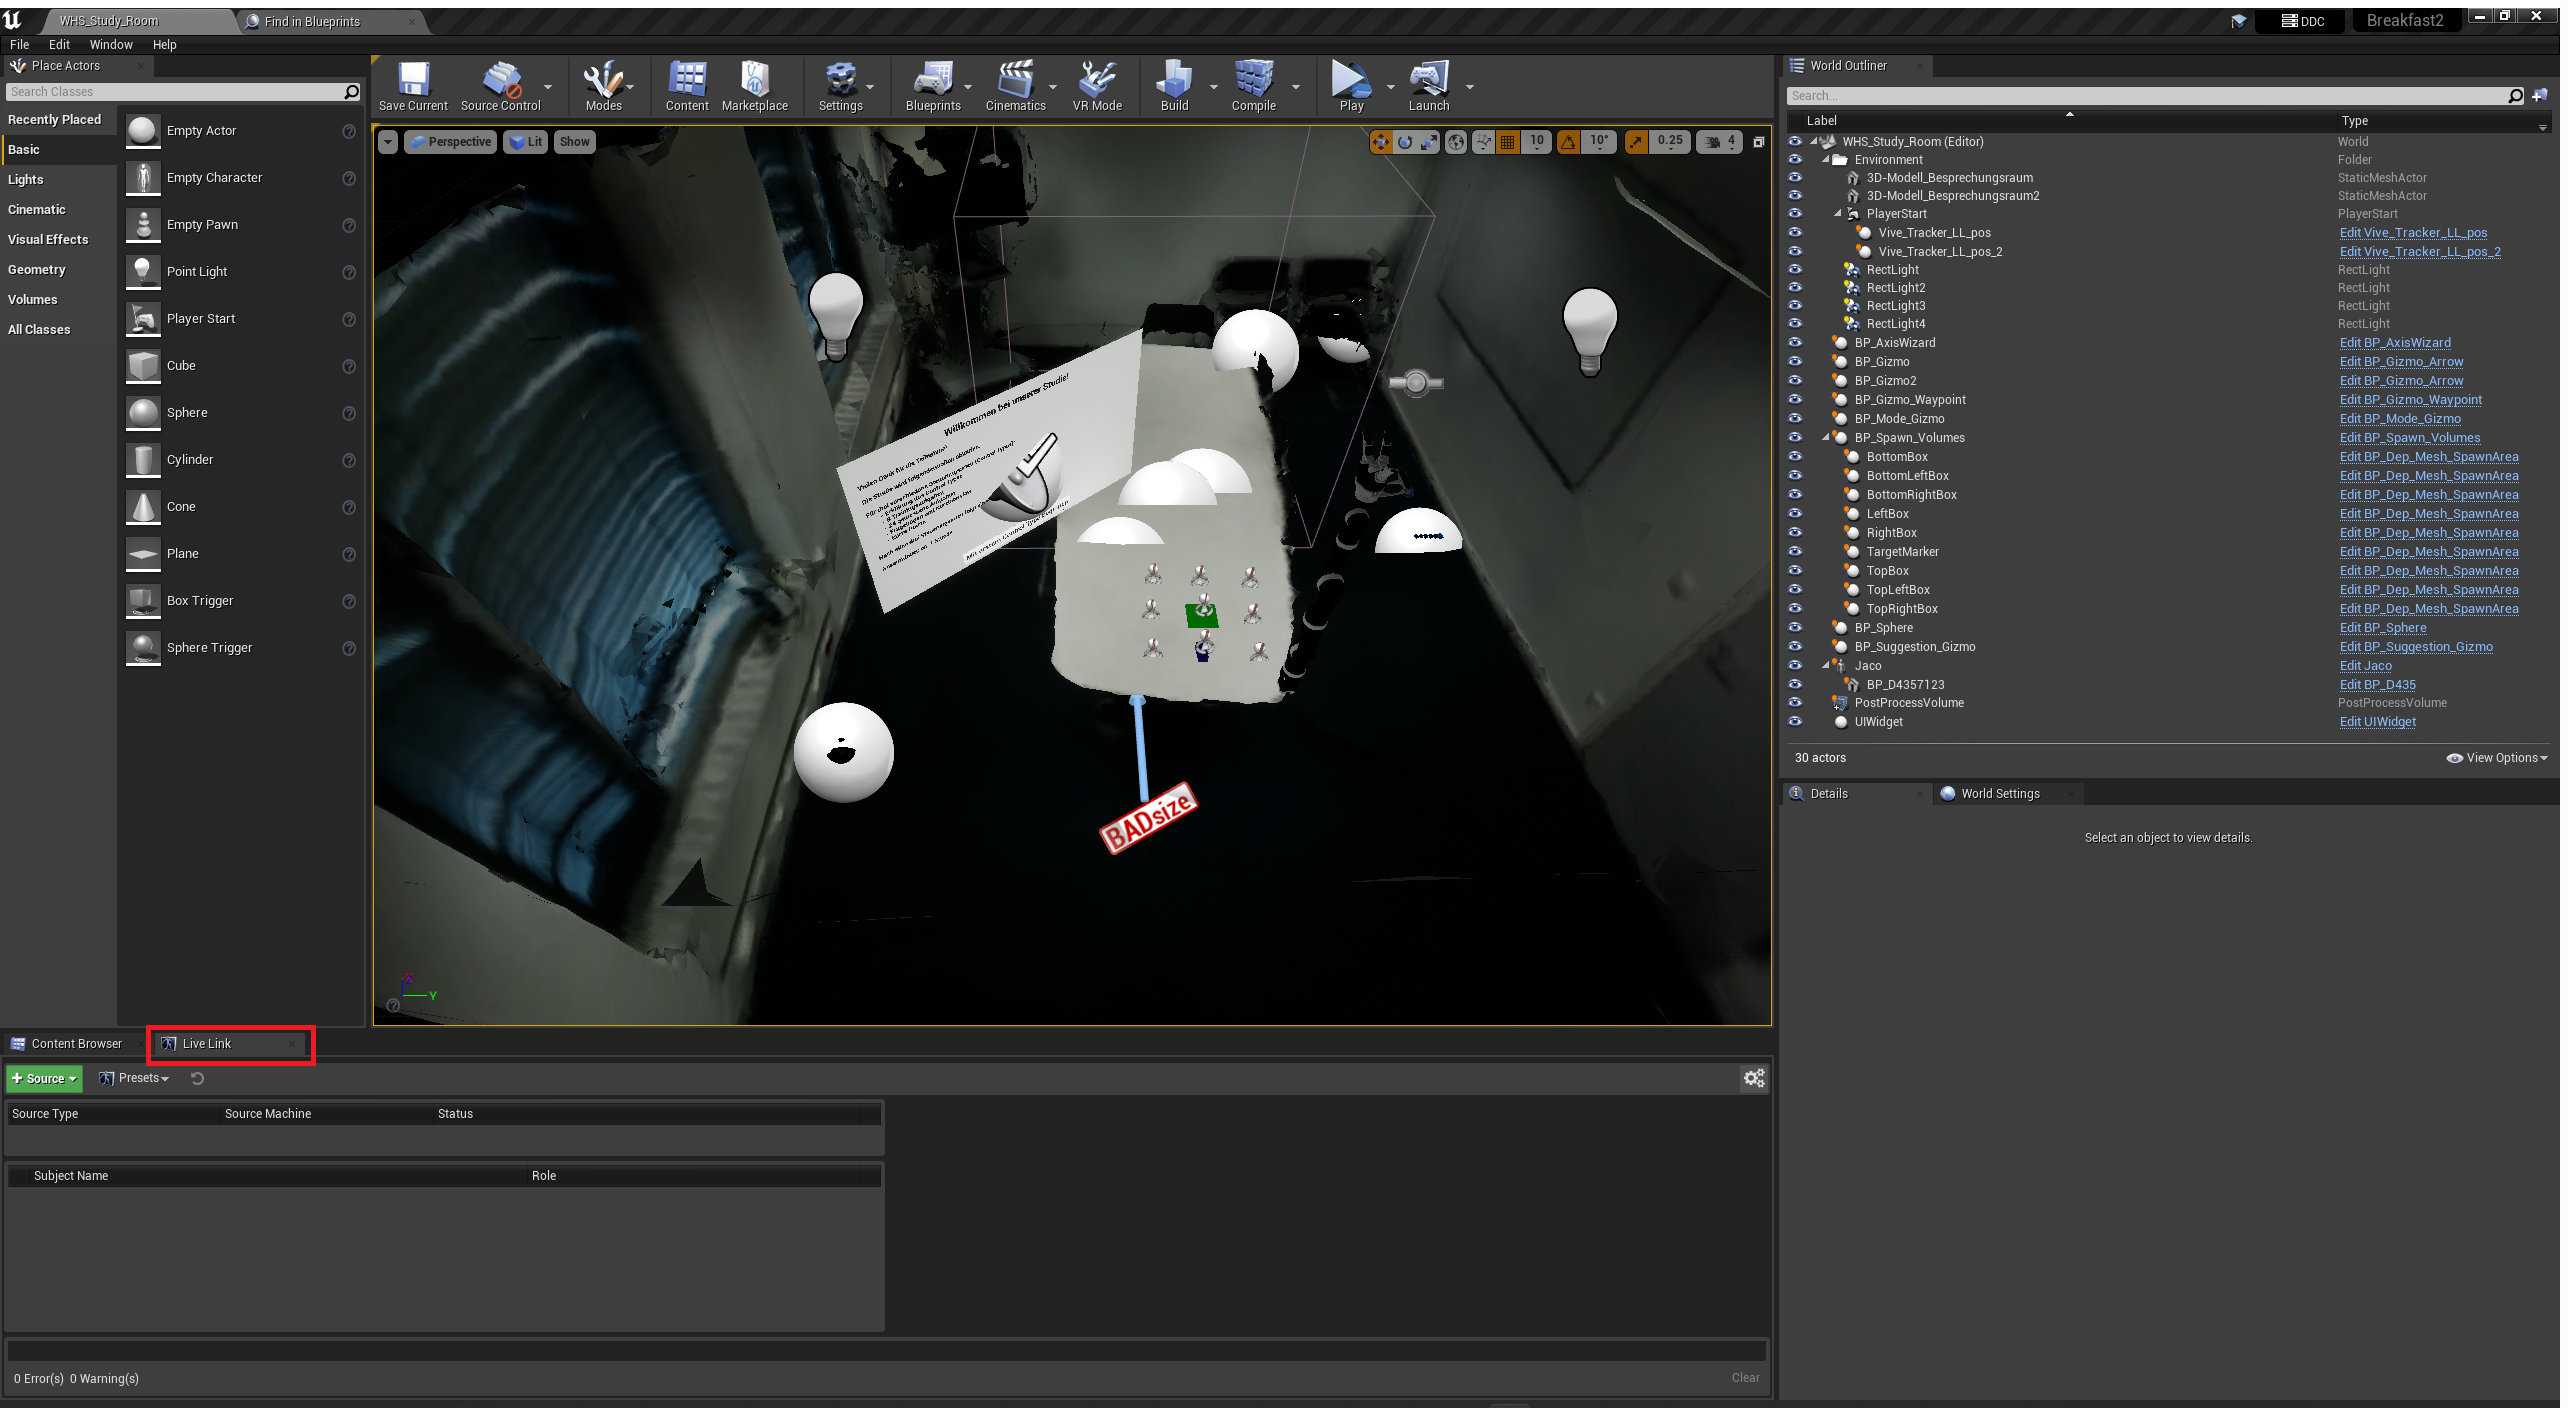 WHS_Study_Room
Find in Blueprints
DDC
Breakfast2
File Edit Window Help
Place Actors
Search Classes
Recently Placed
Basic
Lights
Cinematic
Visual Effects
Geometry
Volumes
All Classes
Empty Actor
Empty Character
Empty Pawn
Point Light
Player Start
Cube
Sphere
Cylinder
Cone
Plane
Box Trigger
Sphere Trigger
Save Current Source Control Modes Content Marketplace Settings Blueprints Cinematics VR Mode Build Compile Play Launch
Perspective Lit Show
10 10° 0.25 4
Willkommen bei unserer Studie!
Vielen Dank für die Teilnahme!
BADsize
Y
World Outliner
Search...
Label Type
WHS_Study_Room (Editor) World
Environment Folder
3D-Modell_Besprechungsraum StaticMeshActor
3D-Modell_Besprechungsraum2 StaticMeshActor
PlayerStart PlayerStart
Vive_Tracker_LL_pos Edit Vive_Tracker_LL_pos
Vive_Tracker_LL_pos_2 Edit Vive_Tracker_LL_pos_2
RectLight RectLight
RectLight2 RectLight
RectLight3 RectLight
RectLight4 RectLight
BP_AxisWizard Edit BP_AxisWizard
BP_Gizmo Edit BP_Gizmo_Arrow
BP_Gizmo2 Edit BP_Gizmo_Arrow
BP_Gizmo_Waypoint Edit BP_Gizmo_Waypoint
BP_Mode_Gizmo Edit BP_Mode_Gizmo
BP_Spawn_Volumes Edit BP_Spawn_Volumes
BottomBox Edit BP_Dep_Mesh_SpawnArea
BottomLeftBox Edit BP_Dep_Mesh_SpawnArea
BottomRightBox Edit BP_Dep_Mesh_SpawnArea
LeftBox Edit BP_Dep_Mesh_SpawnArea
RightBox Edit BP_Dep_Mesh_SpawnArea
TargetMarker Edit BP_Dep_Mesh_SpawnArea
TopBox Edit BP_Dep_Mesh_SpawnArea
TopLeftBox Edit BP_Dep_Mesh_SpawnArea
TopRightBox Edit BP_Dep_Mesh_SpawnArea
BP_Sphere Edit BP_Sphere
BP_Suggestion_Gizmo Edit BP_Suggestion_Gizmo
Jaco Edit Jaco
BP_D4357123 Edit BP_D435
PostProcessVolume PostProcessVolume
UIWidget Edit UIWidget
30 actors View Options
Details World Settings
Select an object to view details.
Content Browser Live Link
Source Presets
Source Type Source Machine Status
Subject Name Role
0 Error(s) 0 Warning(s) Clear